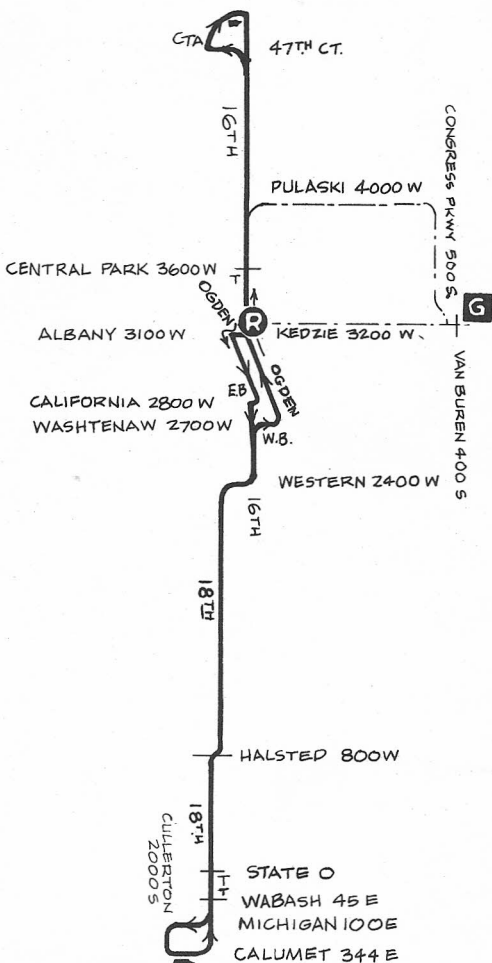 CTA
47TH CT.
16TH
CONGRESS PKWY 500 S.
PULASKI 4000 W
CENTRAL PARK 3600 W
T
OGDEN
R
G
ALBANY 3100 W
KEDZIE 3200 W.
VAN BUREN 400 S
OGDEN
E.B
CALIFORNIA 2800 W
WASHTENAW 2700 W
W.B.
WESTERN 2400 W
16TH
18TH
HALSTED 800W
18TH
CULLERTON
2000 S
STATE 0
T
T
WABASH 45 E
MICHIGAN 100E
CALUMET 344 E